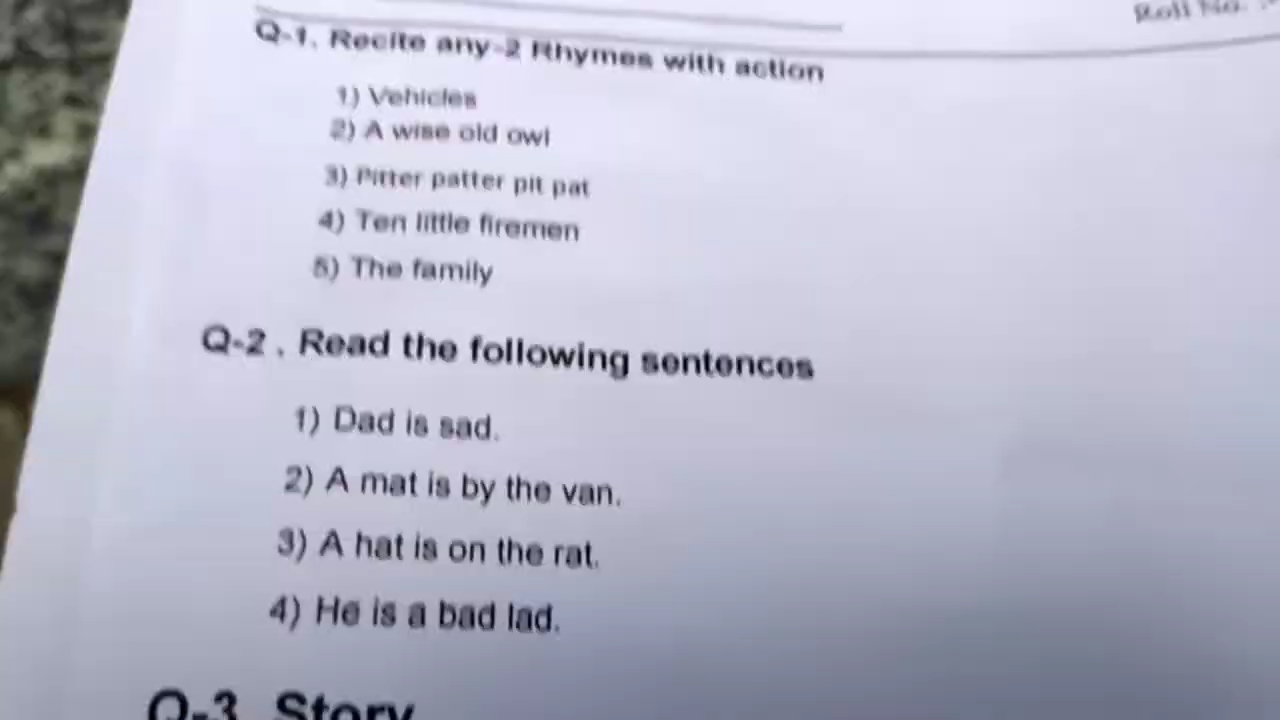 Roll No.
Q-1. Recite any-2 Rhymes with action
1) Vehicles
2) A wise old owl
3) Pitter patter pit pat
4) Ten little firemen
5) The family
Q-2 . Read the following sentences
1) Dad is sad.
2) A mat is by the van.
3) A hat is on the rat.
4) He is a bad lad.
Q-3 Story